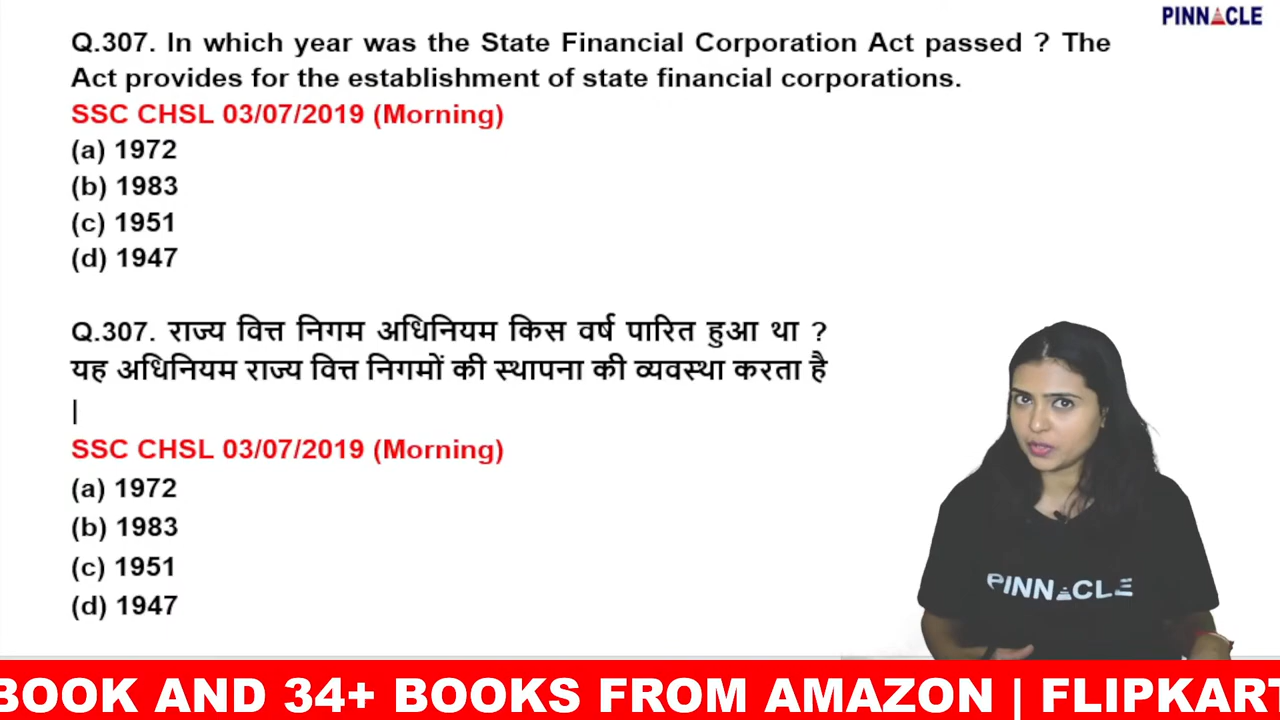 PINNACLE
Q.307. In which year was the State Financial Corporation Act passed ? The
Act provides for the establishment of state financial corporations.
SSC CHSL 03/07/2019 (Morning)
(a) 1972
(b) 1983
(c) 1951
(d) 1947
Q.307. राज्य वित्त निगम अधिनियम किस वर्ष पारित हुआ था ?
यह अधिनियम राज्य वित्त निगमों की स्थापना की व्यवस्था करता है
|
SSC CHSL 03/07/2019 (Morning)
(a) 1972
(b) 1983
(c) 1951
(d) 1947
PINNACLE
BOOK AND 34+ BOOKS FROM AMAZON | FLIPKART